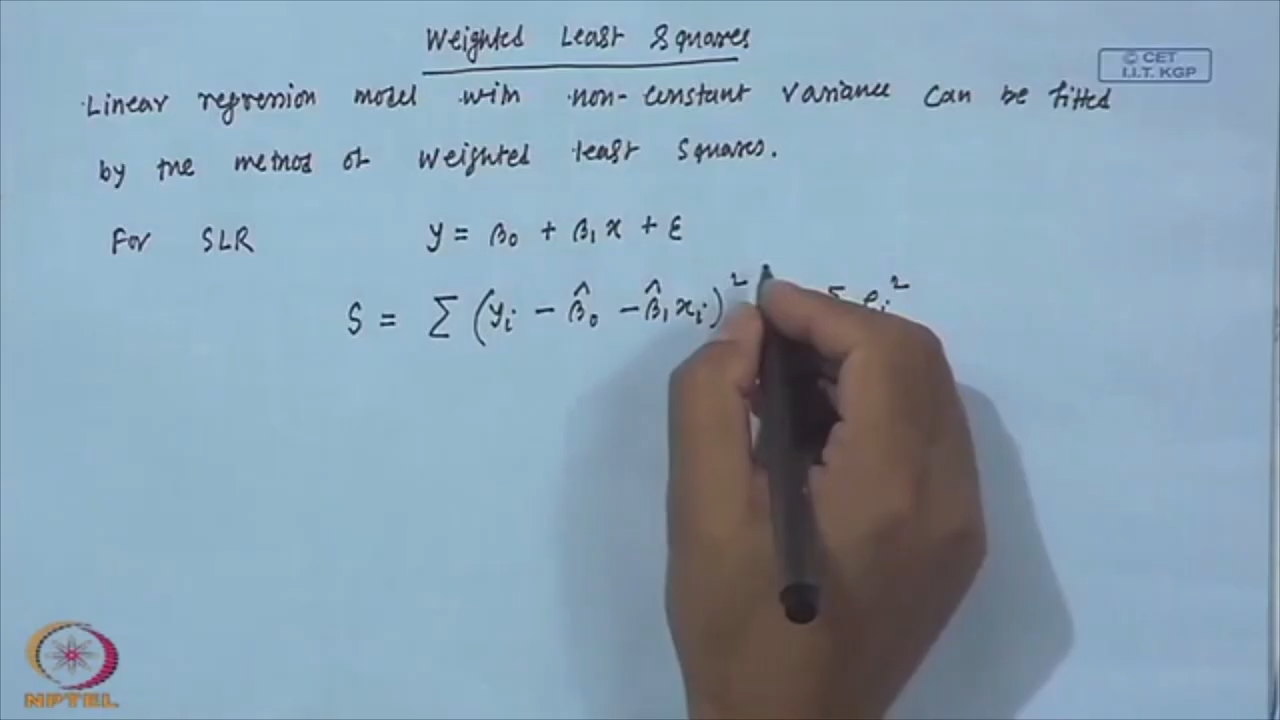 Weighted Least Squares
© CET
I.I.T. KGP
Linear regression model with non-constant variance can be fitted
by the method of weighted least squares.
For SLR y = β₀ + β₁x + ε
S = Σ (yᵢ - β̂₀ - β̂₁xᵢ)² Σ eᵢ²
NPTEL